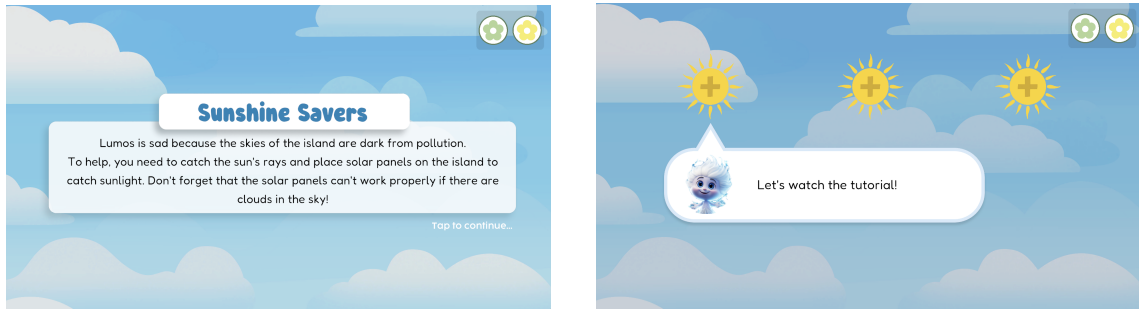 Sunshine Savers
Lumos is sad because the skies of the island are dark from pollution.
To help, you need to catch the sun's rays and place solar panels on the island to
catch sunlight. Don't forget that the solar panels can't work properly if there are
clouds in the sky!
Tap to continue...
Let's watch the tutorial!